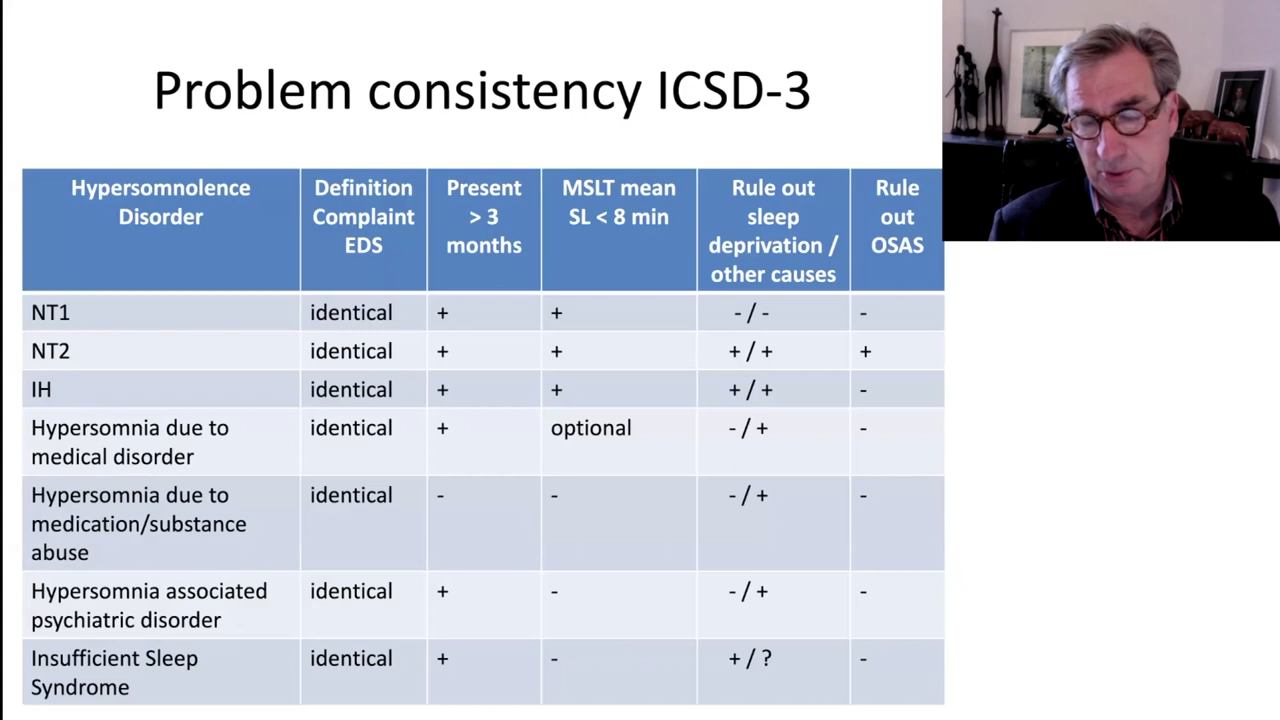 Problem consistency ICSD-3
Hypersomnolence Disorder Definition Complaint EDS Present > 3 months MSLT mean SL < 8 min Rule out sleep deprivation / other causes Rule out OSAS
NT1 identical + + - / - -
NT2 identical + + + / + +
IH identical + + + / + -
Hypersomnia due to medical disorder identical + optional - / + -
Hypersomnia due to medication/substance abuse identical - - - / + -
Hypersomnia associated psychiatric disorder identical + - - / + -
Insufficient Sleep Syndrome identical + - + / ? -